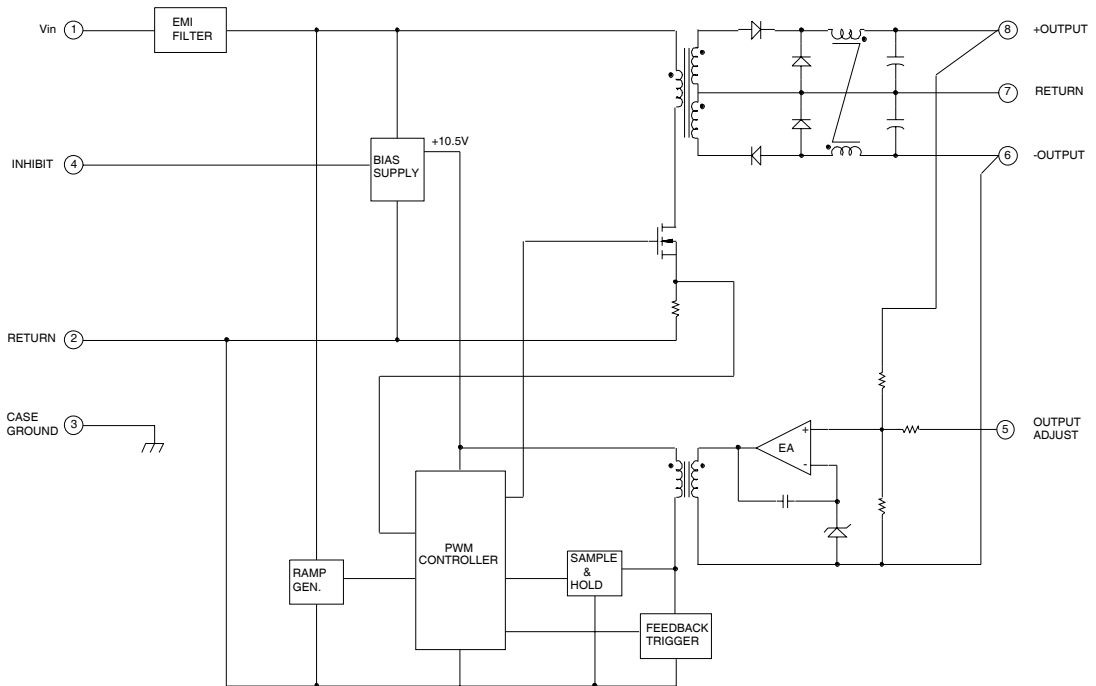 Vin 1
EMI
FILTER
8 +OUTPUT
7 RETURN
+10.5V
INHIBIT 4
BIAS
SUPPLY
6 -OUTPUT
RETURN 2
CASE
GROUND 3
+
EA
-
5 OUTPUT
ADJUST
PWM
CONTROLLER
RAMP
GEN.
SAMPLE
&
HOLD
FEEDBACK
TRIGGER